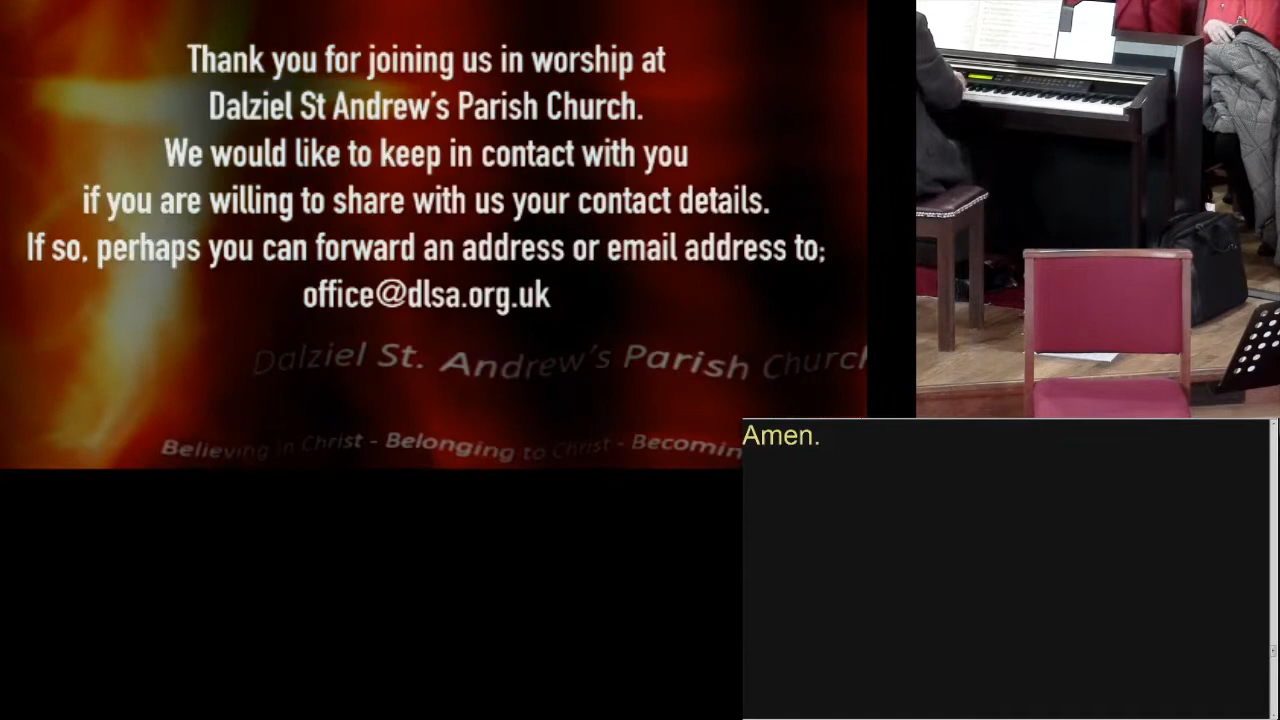 Thank you for joining us in worship at
Dalziel St Andrew's Parish Church.
We would like to keep in contact with you
if you are willing to share with us your contact details.
If so, perhaps you can forward an address or email address to;
office@dlsa.org.uk
Dalziel St. Andrew's Parish Church
Believing in Christ - Belonging to Christ - Becomin
Amen.